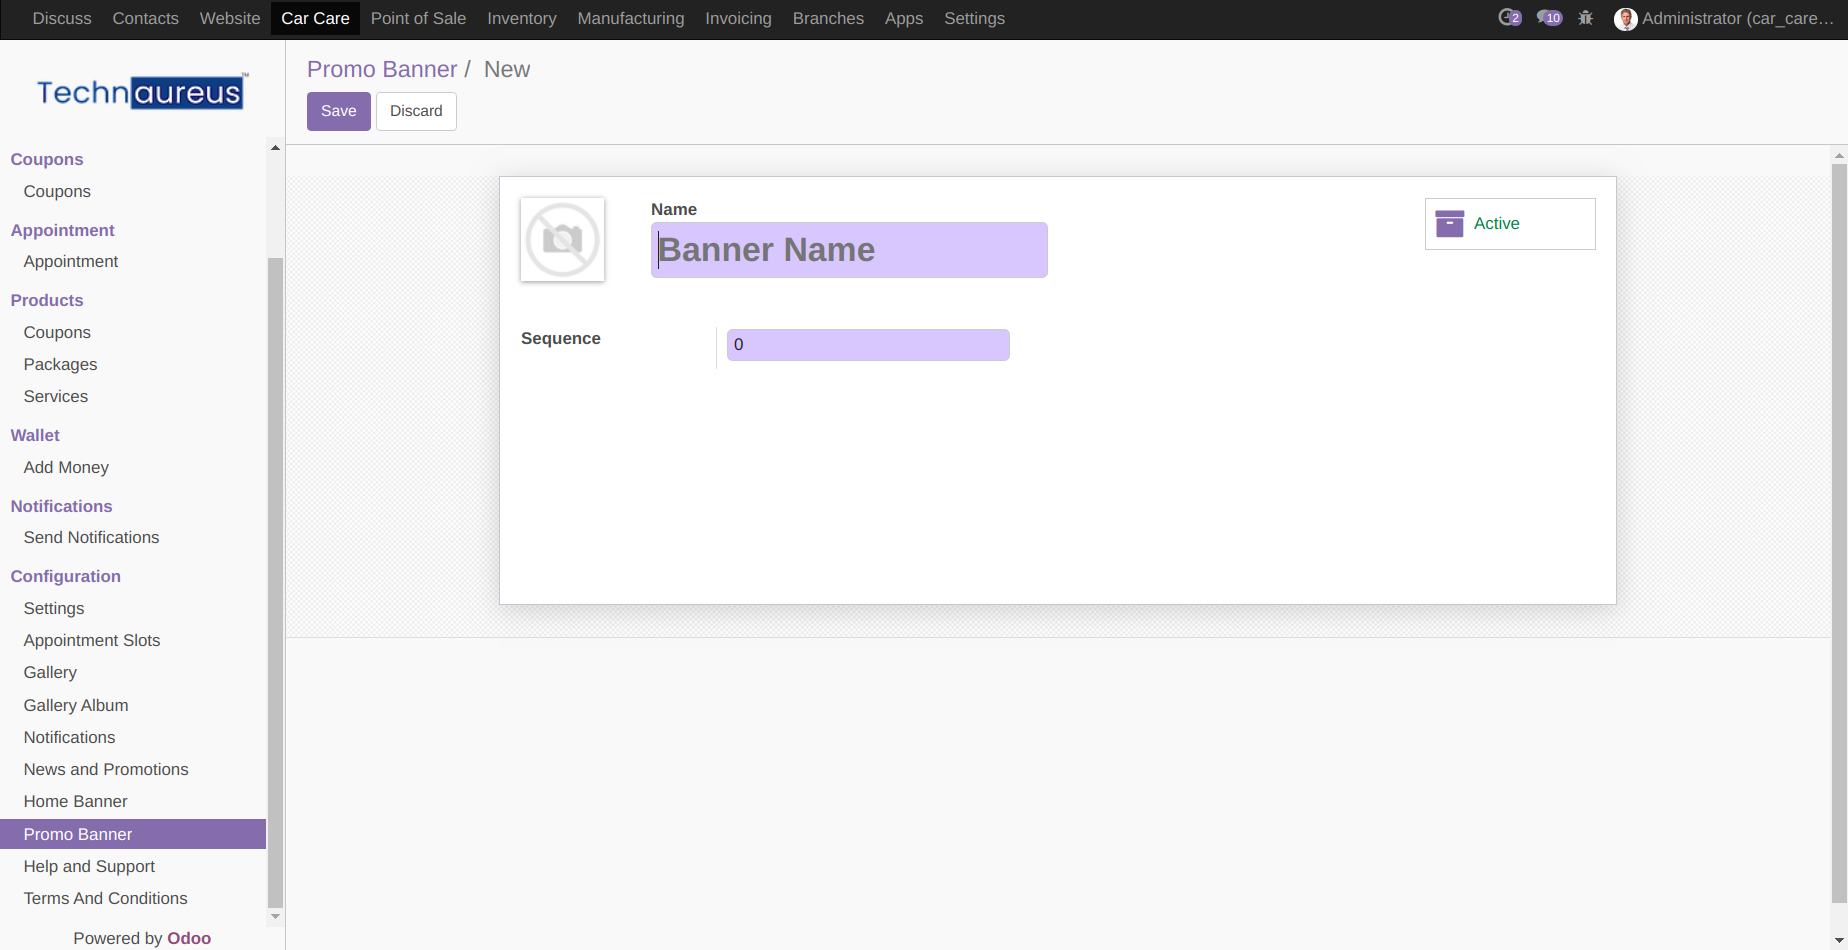 Discuss Contacts Website Car Care Point of Sale Inventory Manufacturing Invoicing Branches Apps Settings 2 10 Administrator (car_care…
Technaureus™
Coupons
Coupons
Appointment
Appointment
Products
Coupons
Packages
Services
Wallet
Add Money
Notifications
Send Notifications
Configuration
Settings
Appointment Slots
Gallery
Gallery Album
Notifications
News and Promotions
Home Banner
Promo Banner
Help and Support
Terms And Conditions
Powered by Odoo
Promo Banner / New
Save Discard
Name
Banner Name
Active
Sequence 0